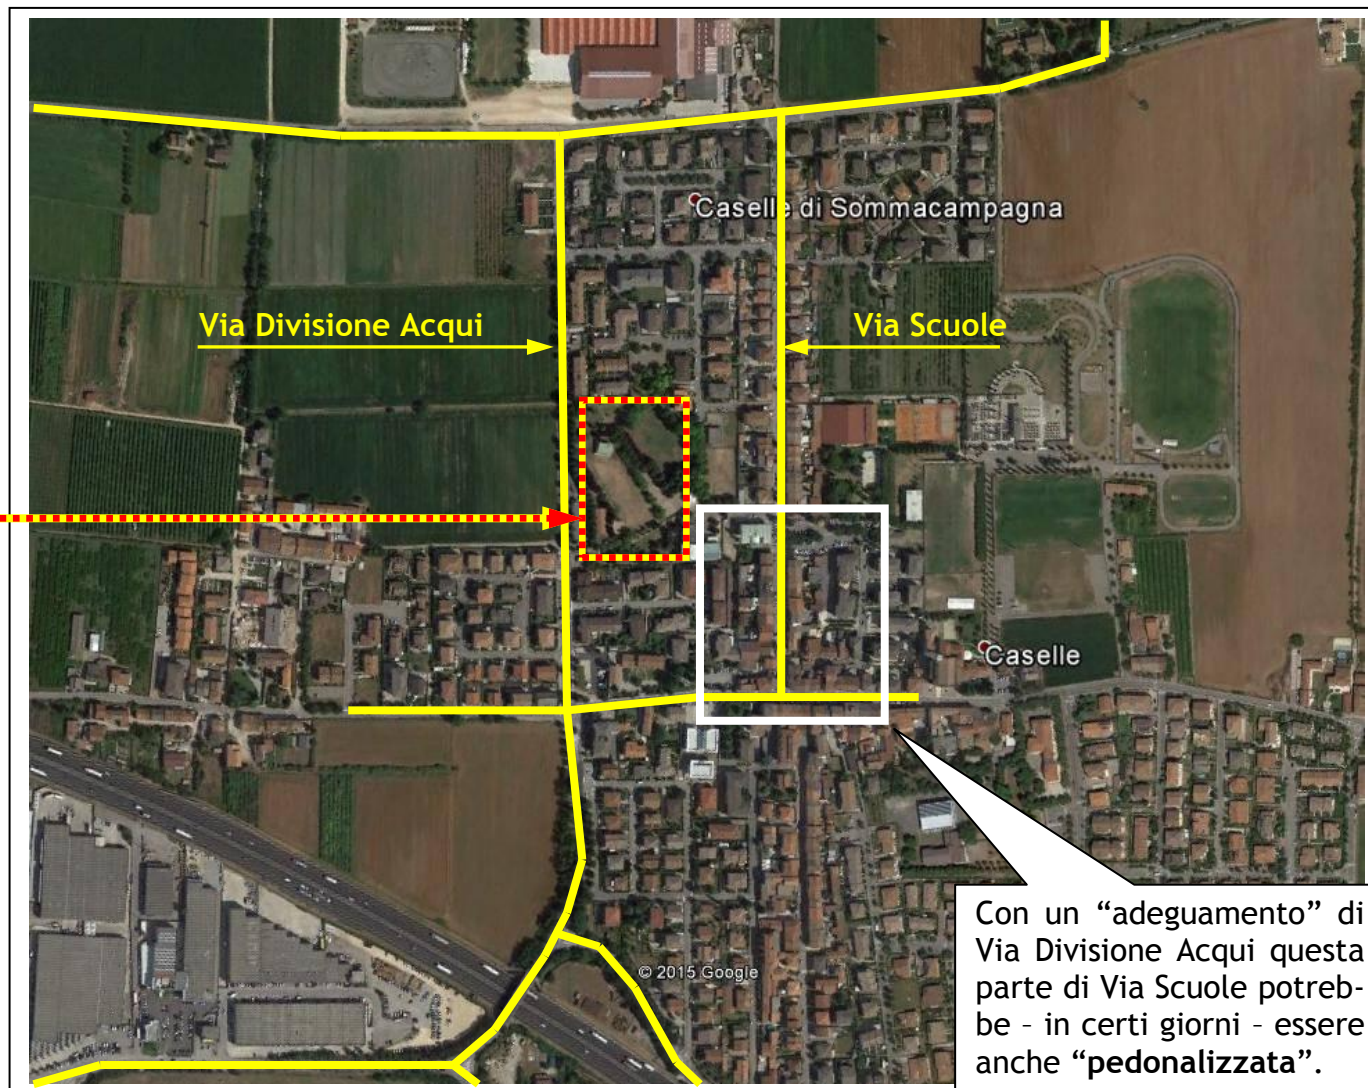 Caselle di Sommacampagna
Via Divisione Acqui
Via Scuole
Caselle
© 2015 Google
Con un “adeguamento” di
Via Divisione Acqui questa
parte di Via Scuole potreb-
be – in certi giorni – essere
anche “pedonalizzata”.